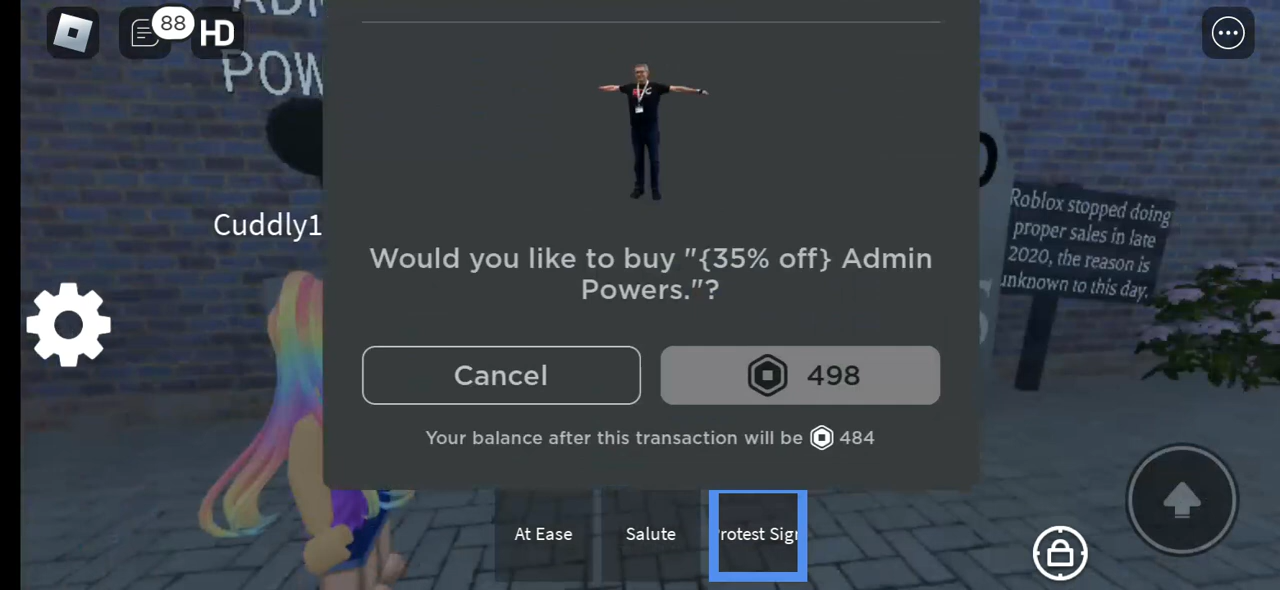 88
HD
POW
Cuddly1
Roblox stopped doing
proper sales in late
2020, the reason is
unknown to this day.
Would you like to buy "{35% off} Admin
Powers."?
Cancel
498
Your balance after this transaction will be 484
At Ease
Salute
rotest Sign